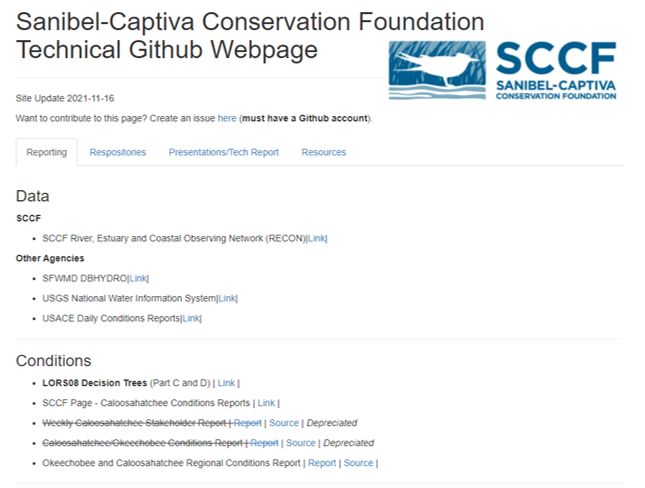 Sanibel-Captiva Conservation Foundation
Technical Github Webpage
SCCF
SANIBEL-CAPTIVA
CONSERVATION FOUNDATION
Site Update 2021-11-16
Want to contribute to this page? Create an issue here (must have a Github account).
Reporting Respositories Presentations/Tech Report Resources
Data
SCCF
• SCCF River, Estuary and Coastal Observing Network (RECON)|Link|
Other Agencies
• SFWMD DBHYDRO|Link|
• USGS National Water Information System|Link|
• USACE Daily Conditions Reports|Link|
Conditions
• LORS08 Decision Trees (Part C and D) | Link |
• SCCF Page - Caloosahatchee Conditions Reports | Link |
• Weekly Caloosahatchee Stakeholder Report | Report | Source | Depreciated
• Caloosahatchee/Okeechobee Conditions Report | Report | Source | Depreciated
• Okeechobee and Caloosahatchee Regional Conditions Report | Report | Source |